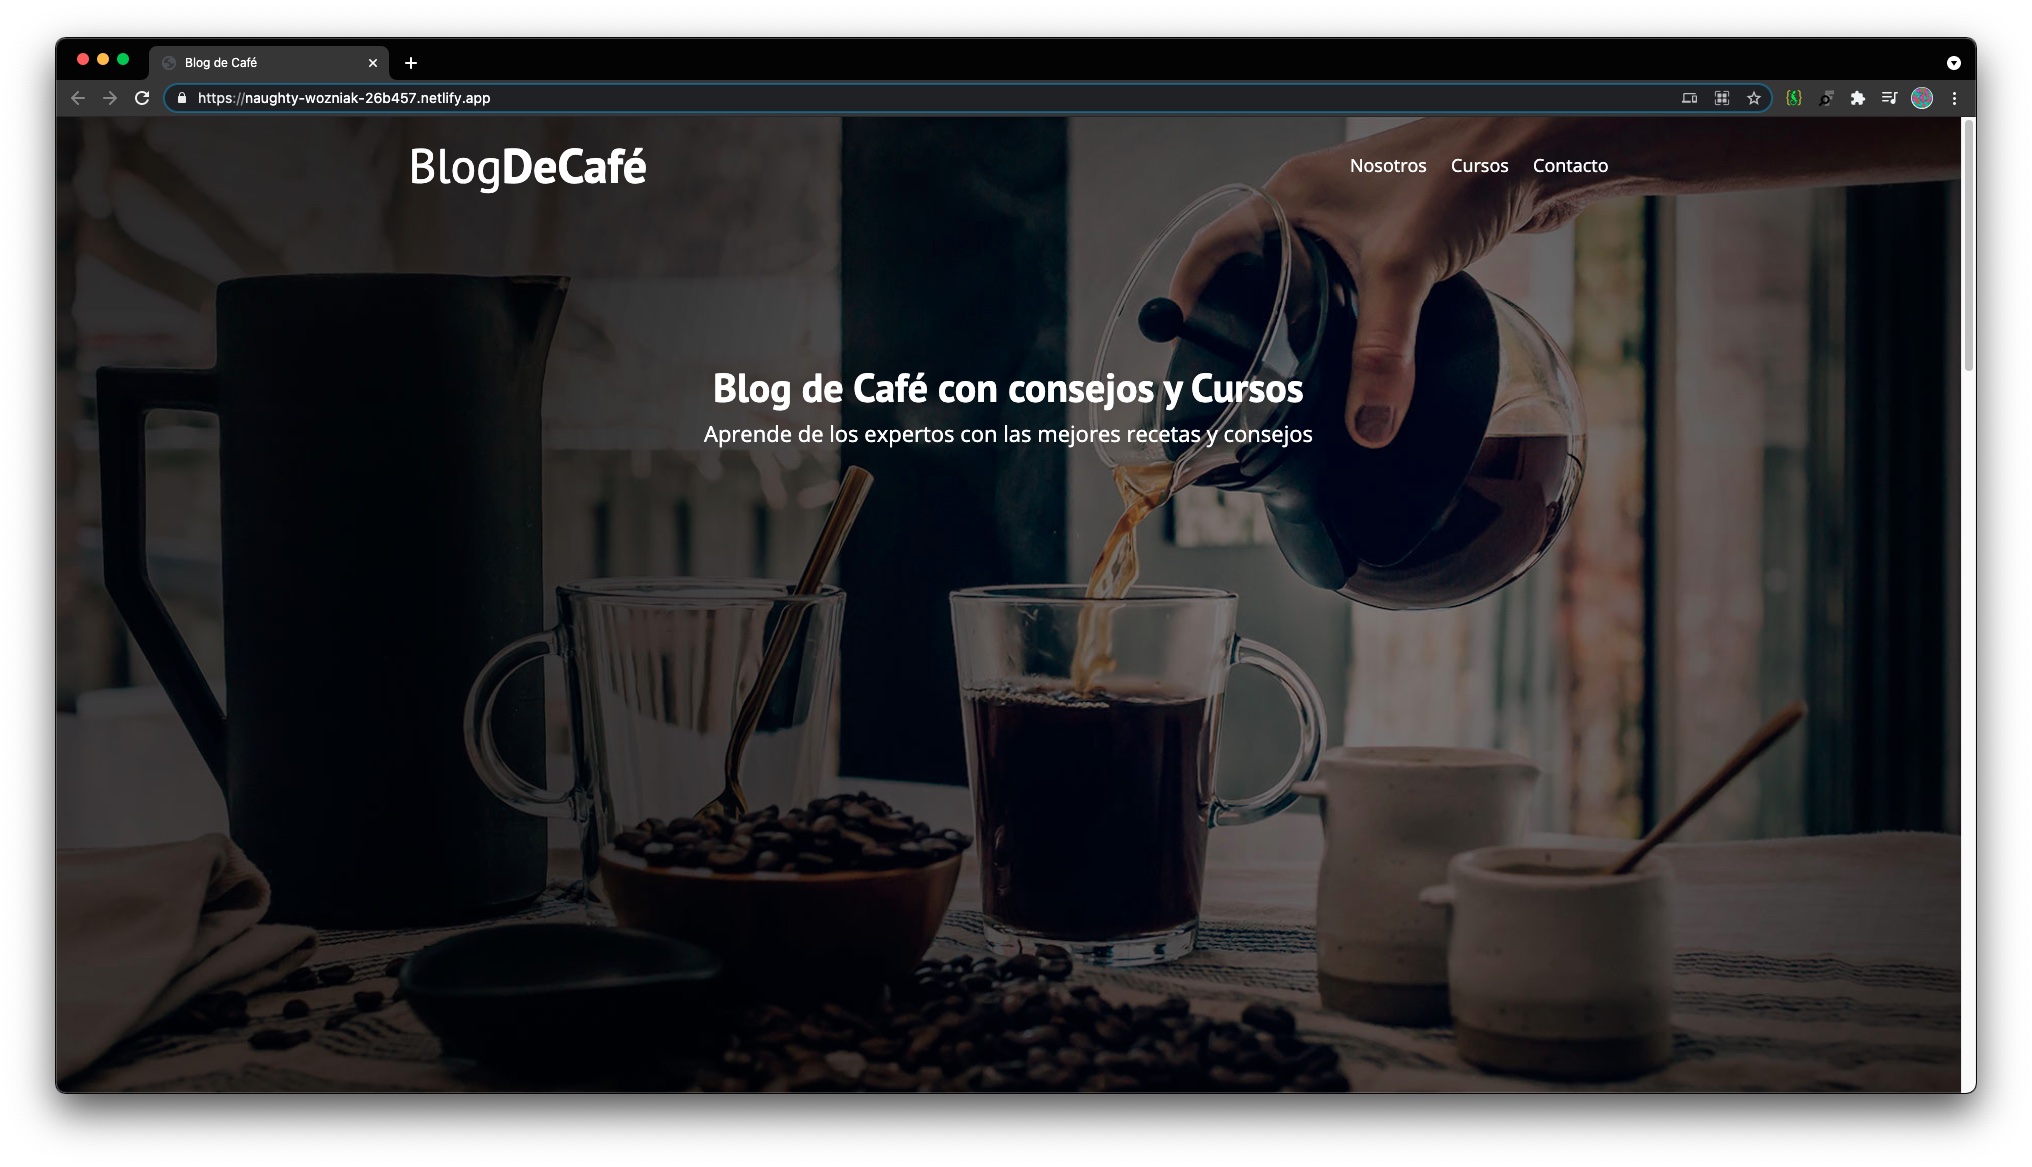 Blog de Café
https://naughty-wozniak-26b457.netlify.app
BlogDeCafé
Nosotros Cursos Contacto
Blog de Café con consejos y Cursos
Aprende de los expertos con las mejores recetas y consejos